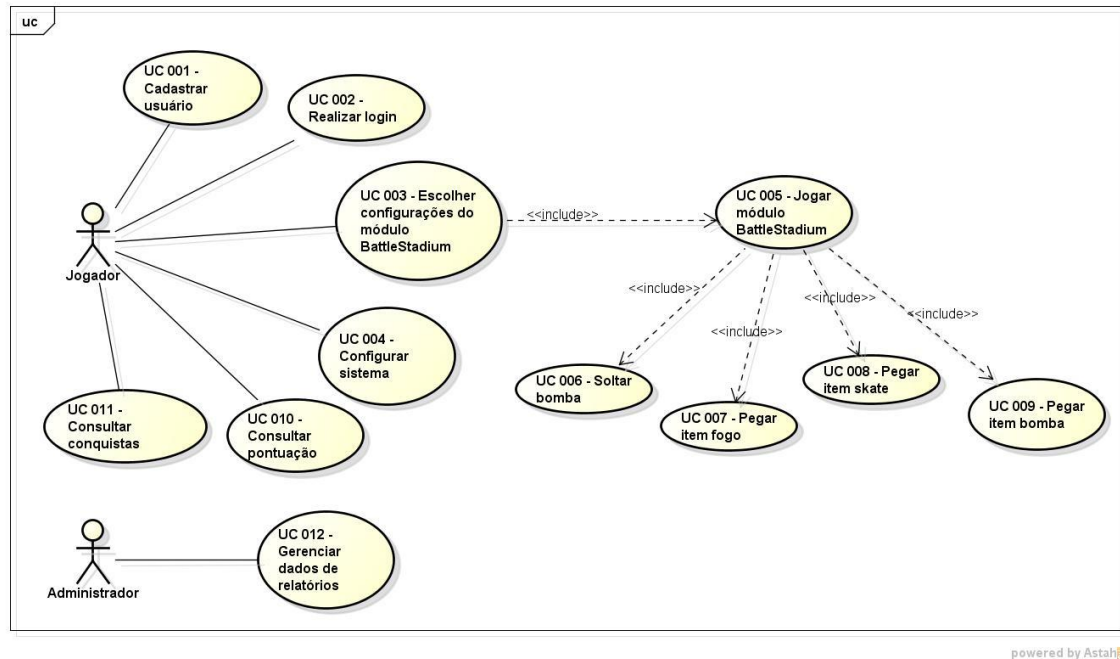 uc
UC 001 -
Cadastrar
usuário
UC 002 -
Realizar login
UC 003 - Escolher
configurações do
módulo
BattleStadium
<<include>>
UC 005 - Jogar
módulo
BattleStadium
Jogador
<<include>>
<<include>>
<<include>>
<<include>>
UC 004 -
Configurar
sistema
UC 006 - Soltar
bomba
UC 007 - Pegar
item fogo
UC 008 - Pegar
item skate
UC 009 - Pegar
item bomba
UC 011 -
Consultar
conquistas
UC 010 -
Consultar
pontuação
Administrador
UC 012 -
Gerenciar
dados de
relatórios
powered by Astah